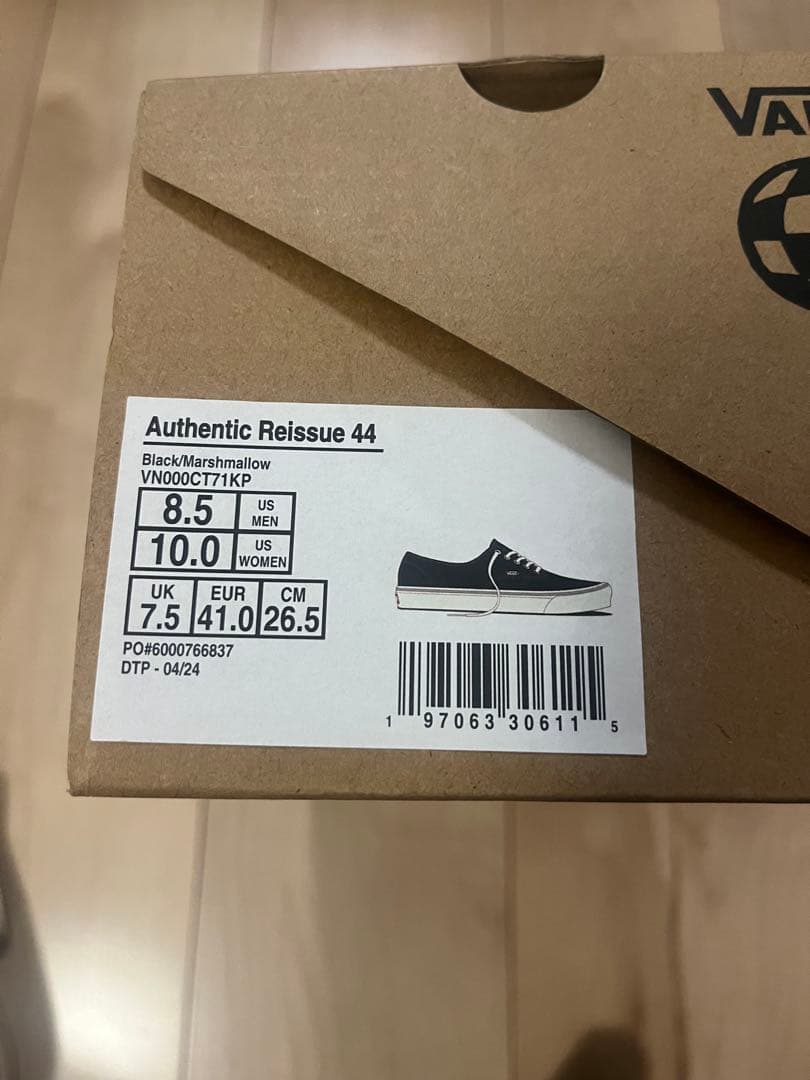 VA
Authentic Reissue 44
Black/Marshmallow
VN000CT71KP
8.5 US MEN
10.0 US WOMEN
UK 7.5 EUR 41.0 CM 26.5
PO#6000766837
DTP - 04/24
1 97063 30611 5